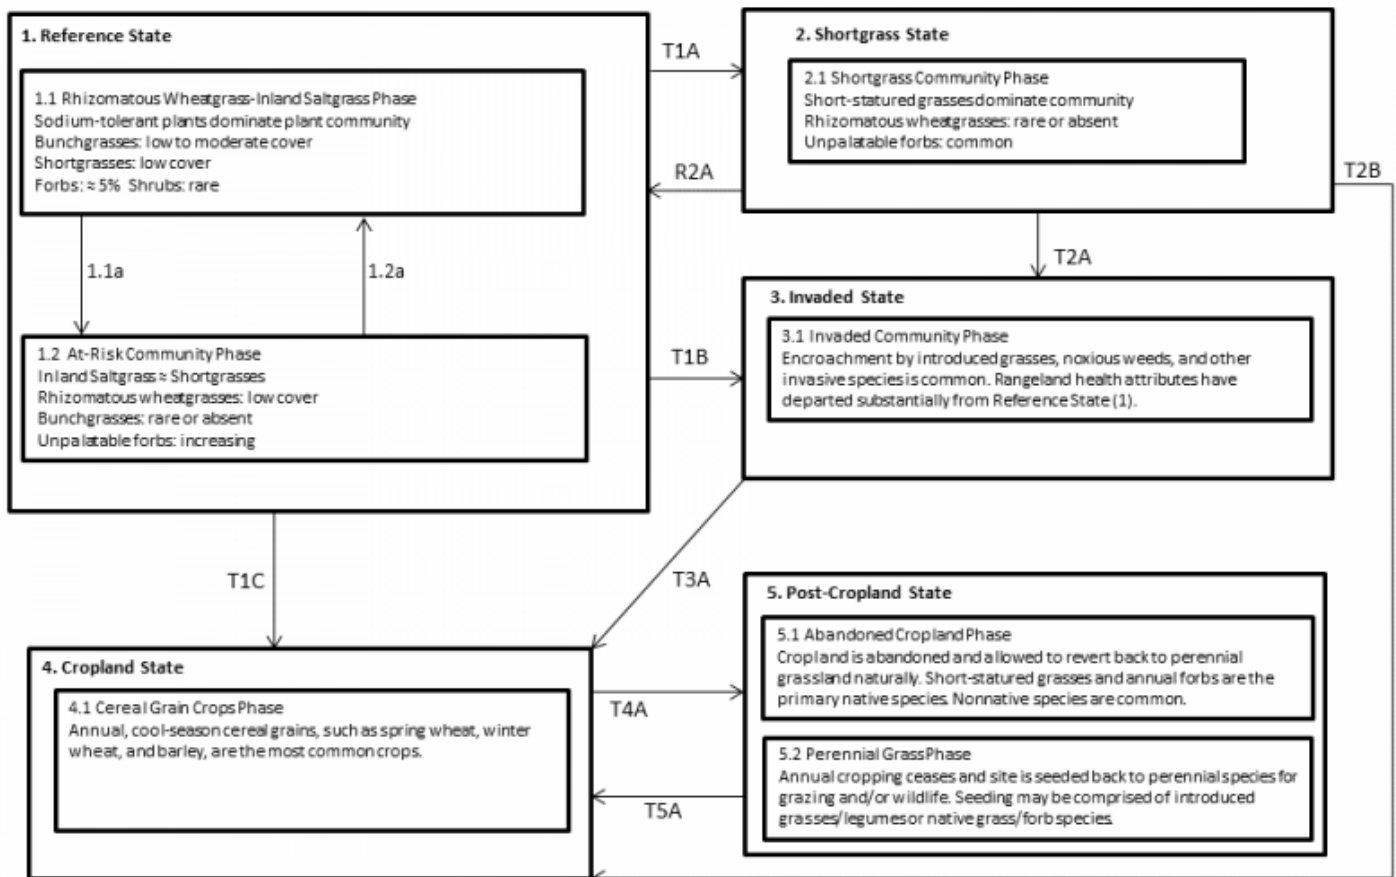 1. Reference State
1.1 Rhizomatous Wheatgrass-Inland Saltgrass Phase
Sodium-tolerant plants dominate plant community
Bunchgrasses: low to moderate cover
Shortgrasses: low cover
Forbs: ≈ 5% Shrubs: rare
1.1a
1.2a
1.2 At-Risk Community Phase
Inland Saltgrass ≈ Shortgrasses
Rhizomatous wheatgrasses: low cover
Bunchgrasses: rare or absent
Unpalatable forbs: increasing
T1A
R2A
T1B
2. Shortgrass State
2.1 Shortgrass Community Phase
Short-statured grasses dominate community
Rhizomatous wheatgrasses: rare or absent
Unpalatable forbs: common
T2B
T2A
3. Invaded State
3.1 Invaded Community Phase
Encroachment by introduced grasses, noxious weeds, and other
invasive species is common. Rangeland health attributes have
departed substantially from Reference State (1).
T1C
T3A
4. Cropland State
4.1 Cereal Grain Crops Phase
Annual, cool-season cereal grains, such as spring wheat, winter
wheat, and barley, are the most common crops.
T4A
T5A
5. Post-Cropland State
5.1 Abandoned Cropland Phase
Cropland is abandoned and allowed to revert back to perennial
grassland naturally. Short-statured grasses and annual forbs are the
primary native species. Nonnative species are common.
5.2 Perennial Grass Phase
Annual cropping ceases and site is seeded back to perennial species for
grazing and/or wildlife. Seeding may be comprised of introduced
grasses/legumes or native grass/forb species.